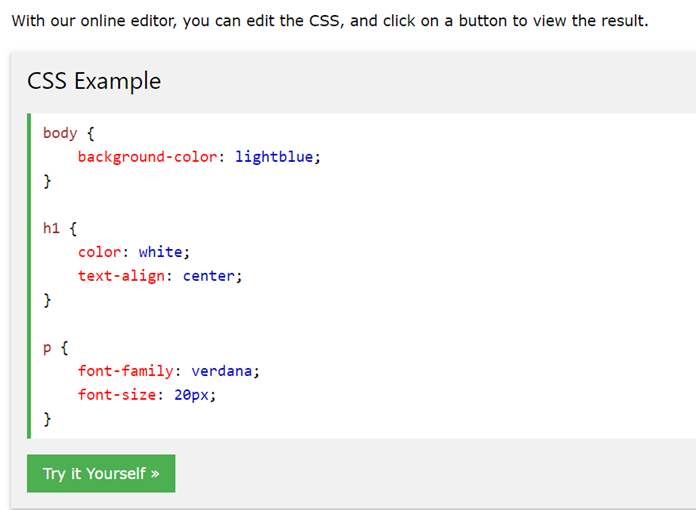 With our online editor, you can edit the CSS, and click on a button to view the result.
CSS Example
body {
    background-color: lightblue;
}
h1 {
    color: white;
    text-align: center;
}
p {
    font-family: verdana;
    font-size: 20px;
}
Try it Yourself »